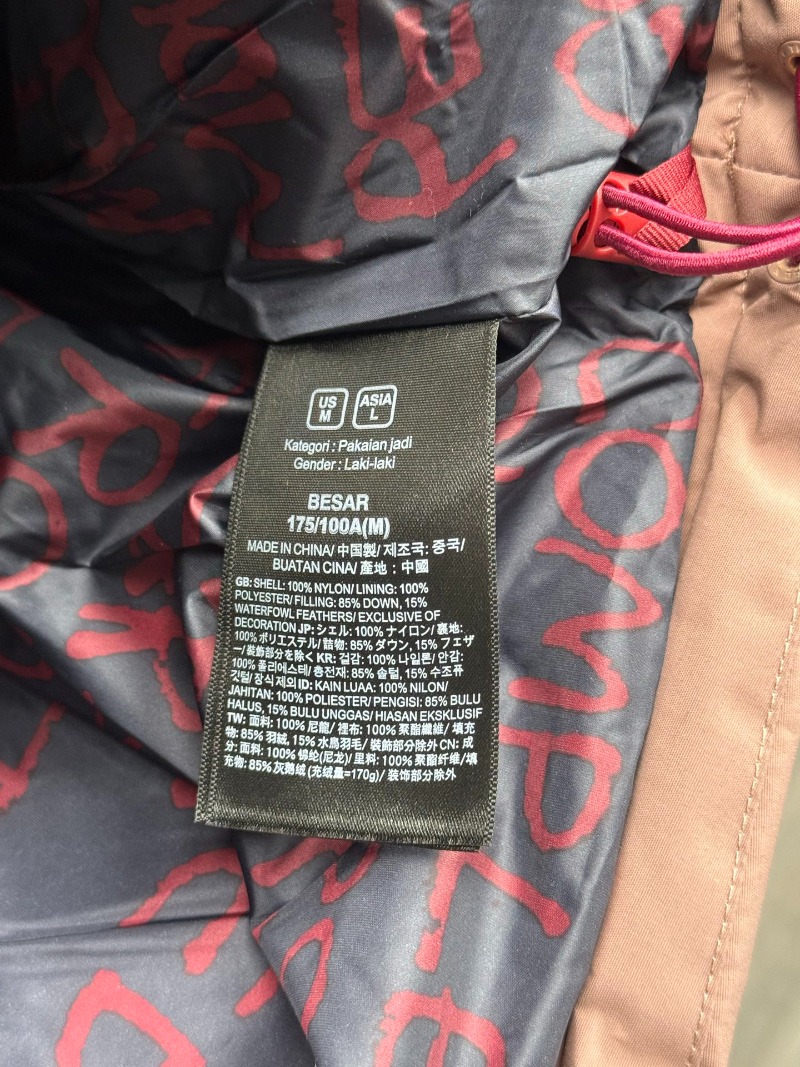 US
M
ASIA
L
Kategori : Pakaian jadi
Gender : Laki-laki
BESAR
175/100A(M)
MADE IN CHINA/ 中国製/ 제조국: 중국/
BUATAN CINA/ 產地：中國
GB: SHELL: 100% NYLON/ LINING: 100%
POLYESTER/ FILLING: 85% DOWN, 15%
WATERFOWL FEATHERS/ EXCLUSIVE OF
DECORATION JP: シェル: 100% ナイロン/ 裏地:
100% ポリエステル/ 詰物: 85% ダウン, 15% フェザ
ー/ 装飾部分を除く KR: 겉감: 100% 나일론/ 안감:
100% 폴리에스테/ 충전재: 85% 솜털, 15% 수조류
깃털/ 장식 제외 ID: KAIN LUAA: 100% NILON/
JAHITAN: 100% POLIESTER/ PENGISI: 85% BULU
HALUS, 15% BULU UNGGAS/ HIASAN EKSKLUSIF
TW: 面料: 100% 尼龍/ 裡布: 100% 聚酯纖維/ 填充
物: 85% 羽絨, 15% 水鳥羽毛/ 裝飾部分除外 CN: 成
分: 面料: 100% 锦纶(尼龙)/ 里料: 100% 聚酯纤维/ 填
充物: 85% 灰鹅绒 (充绒量=170g)/ 装饰部分除外
COMPLE